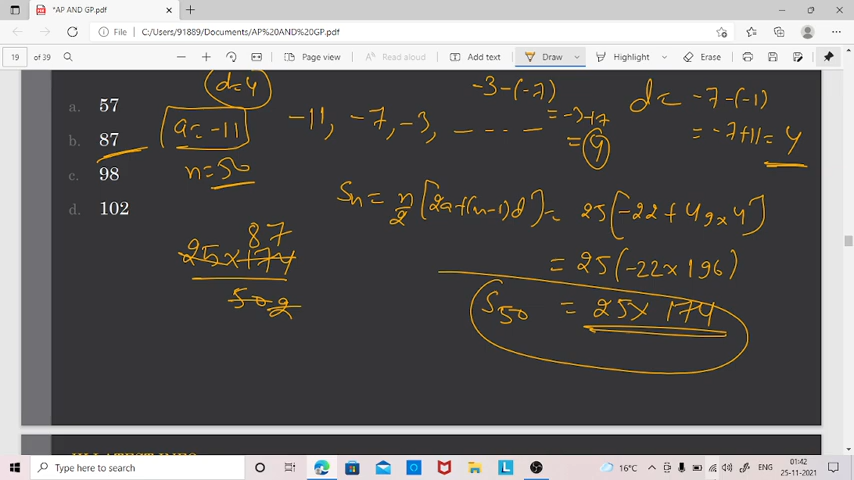 *AP AND GP.pdf
File C:/Users/91889/Documents/AP%20AND%20GP.pdf
19 of 39 Page view Read aloud Add text Draw Highlight Erase
d=4
a. 57
b. 87
c. 98
d. 102
a=-11
n=50
-11, -7, -3, - - - -
-3-(-7)
=-3+7
=9
d= -7-(-1)
= -7+11=4
Sn = n/2 [2a+(n-1)d] = 25[-22+49×4]
= 25(-22×196)
S50 = 25×174
87
25×174
502
Type here to search
16°C ENG 01:42
25-11-2021